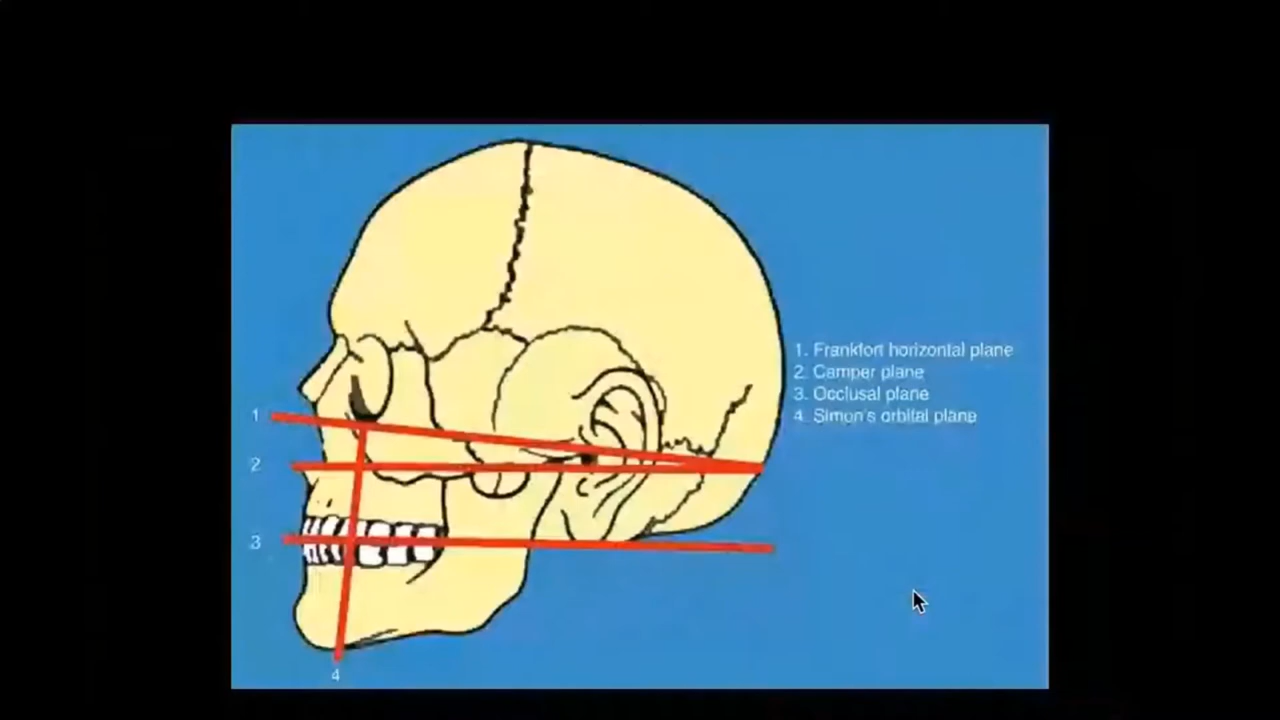 1. Frankfort horizontal plane
2. Camper plane
3. Occlusal plane
4. Simon's orbital plane
1
2
3
4